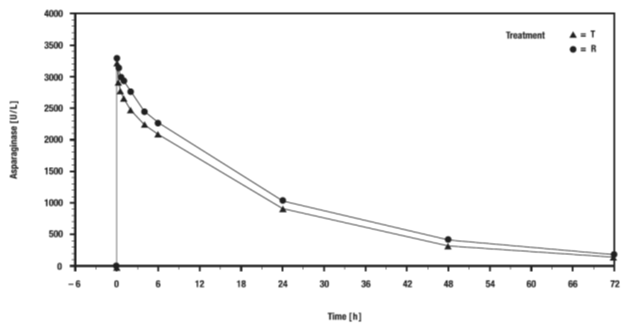 4000
Treatment
▲ = T
● = R
3500
3000
2500
2000
1500
1000
500
0
Asparaginase [U/L]
– 6 0 6 12 18 24 30 36 42 48 54 60 66 72
Time [h]